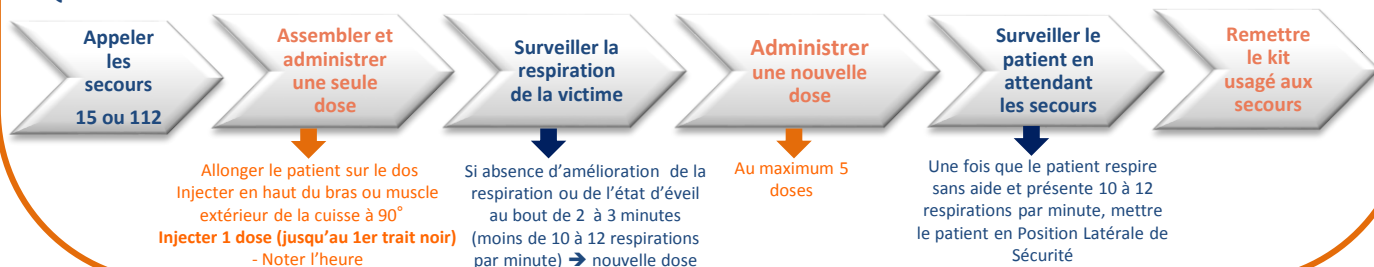 Appeler
les
secours
15 ou 112
Assembler et
administrer
une seule
dose
Surveiller la
respiration
de la victime
Administrer
une nouvelle
dose
Surveiller le
patient en
attendant
les secours
Remettre
le kit
usagé aux
secours
Allonger le patient sur le dos
Injecter en haut du bras ou muscle
extérieur de la cuisse à 90°
Injecter 1 dose (jusqu'au 1er trait noir)
- Noter l'heure
Si absence d'amélioration de la
respiration ou de l'état d'éveil
au bout de 2 à 3 minutes
(moins de 10 à 12 respirations
par minute) ➔ nouvelle dose
Au maximum 5
doses
Une fois que le patient respire
sans aide et présente 10 à 12
respirations par minute, mettre
le patient en Position Latérale de
Sécurité